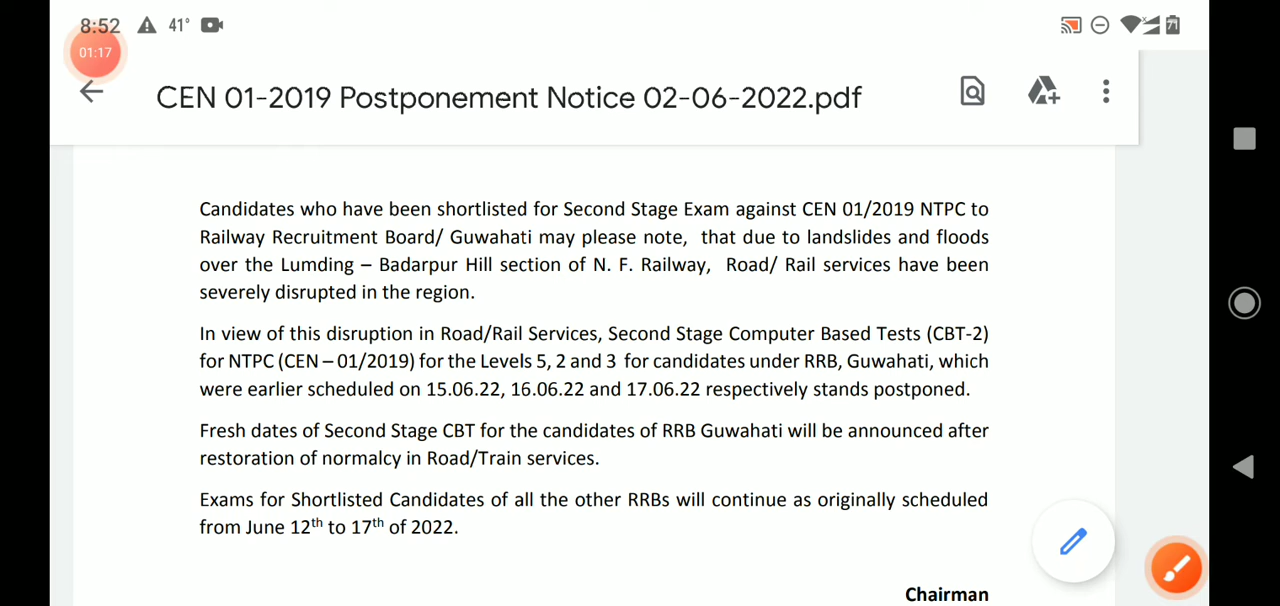 8:52 41°
01:17
71
CEN 01-2019 Postponement Notice 02-06-2022.pdf
Candidates who have been shortlisted for Second Stage Exam against CEN 01/2019 NTPC to
Railway Recruitment Board/ Guwahati may please note, that due to landslides and floods
over the Lumding – Badarpur Hill section of N. F. Railway, Road/ Rail services have been
severely disrupted in the region.
In view of this disruption in Road/Rail Services, Second Stage Computer Based Tests (CBT-2)
for NTPC (CEN – 01/2019) for the Levels 5, 2 and 3 for candidates under RRB, Guwahati, which
were earlier scheduled on 15.06.22, 16.06.22 and 17.06.22 respectively stands postponed.
Fresh dates of Second Stage CBT for the candidates of RRB Guwahati will be announced after
restoration of normalcy in Road/Train services.
Exams for Shortlisted Candidates of all the other RRBs will continue as originally scheduled
from June 12th to 17th of 2022.
Chairman